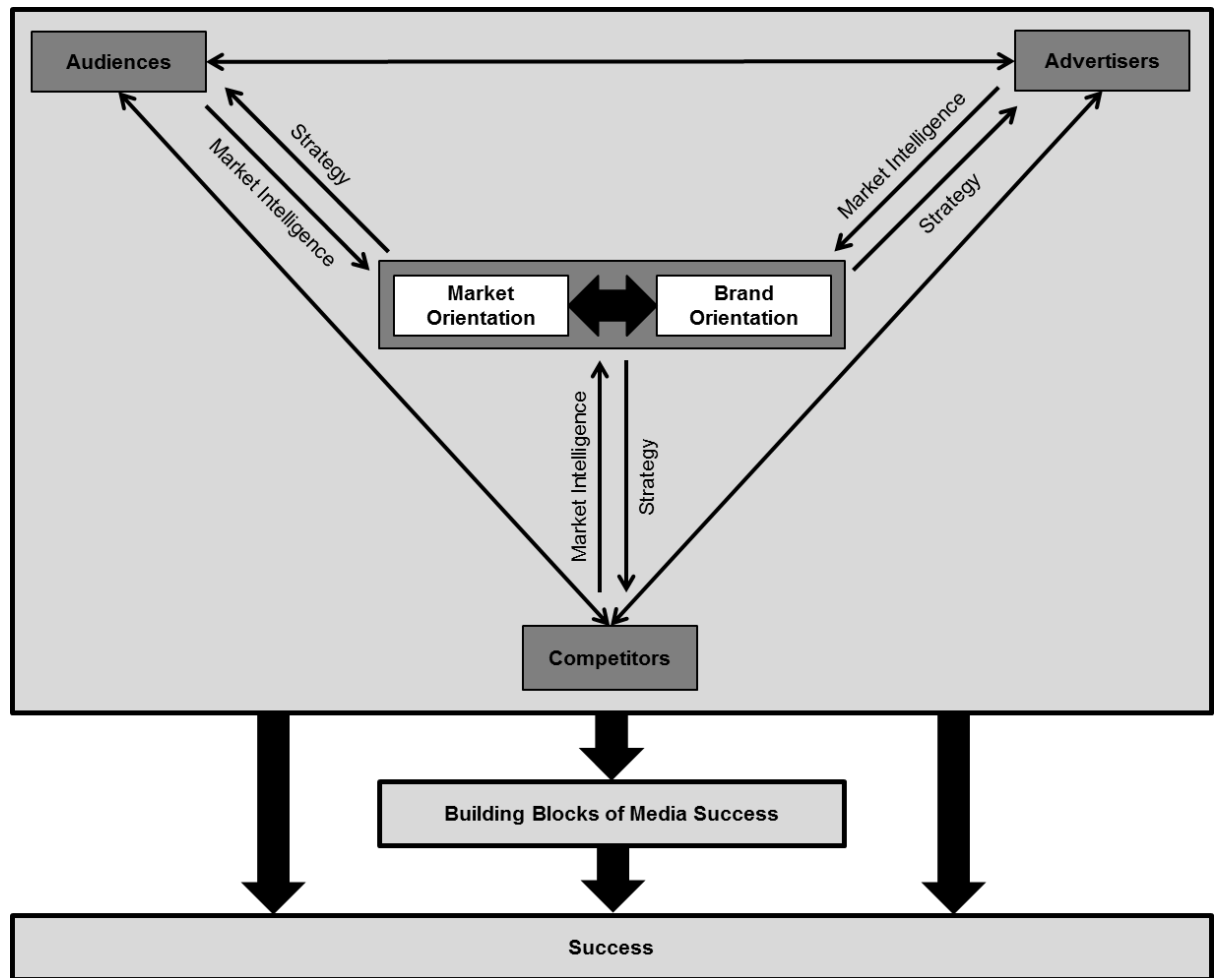 Audiences
Advertisers
Strategy
Market Intelligence
Market Intelligence
Strategy
Market
Orientation
Brand
Orientation
Market Intelligence
Strategy
Competitors
Building Blocks of Media Success
Success